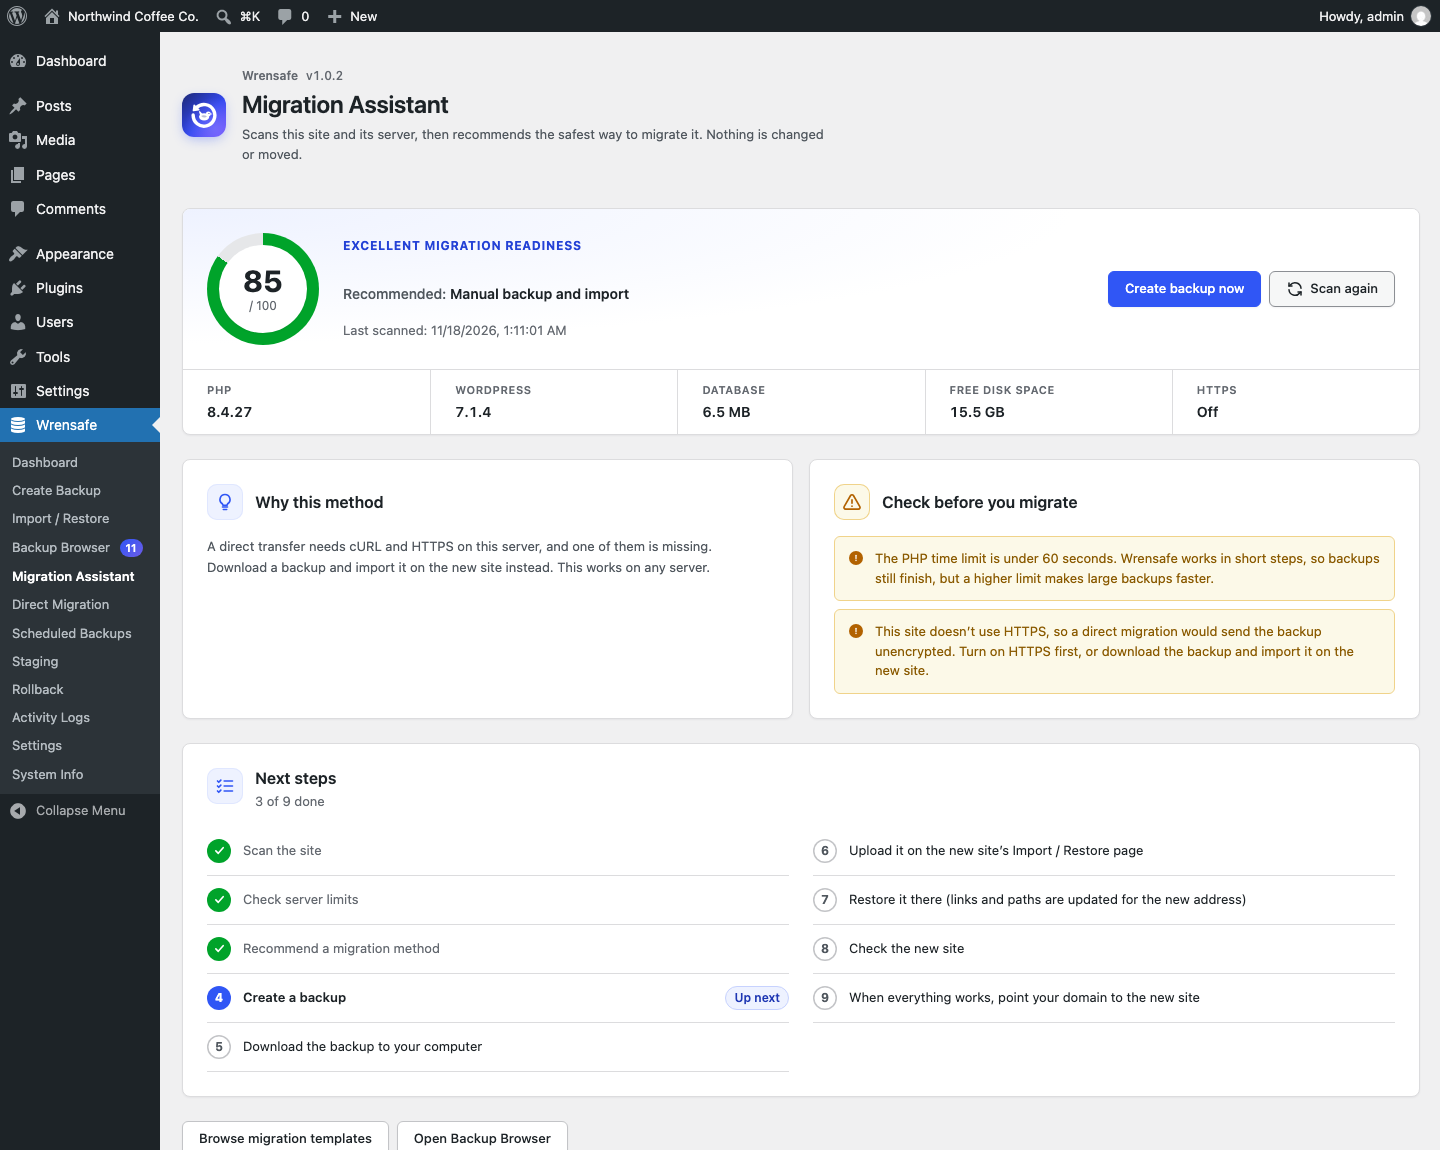 Northwind Coffee Co.
⌘K
0
New
Howdy, admin
Dashboard
Posts
Media
Pages
Comments
Appearance
Plugins
Users
Tools
Settings
Wrensafe
Dashboard
Create Backup
Import / Restore
Backup Browser 11
Migration Assistant
Direct Migration
Scheduled Backups
Staging
Rollback
Activity Logs
Settings
System Info
Collapse Menu
Wrensafe v1.0.2
Migration Assistant
Scans this site and its server, then recommends the safest way to migrate it. Nothing is changed
or moved.
85
/ 100
EXCELLENT MIGRATION READINESS
Recommended: Manual backup and import
Last scanned: 11/18/2026, 1:11:01 AM
Create backup now
Scan again
PHP
8.4.27
WORDPRESS
7.1.4
DATABASE
6.5 MB
FREE DISK SPACE
15.5 GB
HTTPS
Off
Why this method
A direct transfer needs cURL and HTTPS on this server, and one of them is missing.
Download a backup and import it on the new site instead. This works on any server.
Check before you migrate
The PHP time limit is under 60 seconds. Wrensafe works in short steps, so backups
still finish, but a higher limit makes large backups faster.
This site doesn’t use HTTPS, so a direct migration would send the backup
unencrypted. Turn on HTTPS first, or download the backup and import it on the
new site.
Next steps
3 of 9 done
Scan the site
Check server limits
Recommend a migration method
4 Create a backup Up next
5 Download the backup to your computer
6 Upload it on the new site’s Import / Restore page
7 Restore it there (links and paths are updated for the new address)
8 Check the new site
9 When everything works, point your domain to the new site
Browse migration templates
Open Backup Browser